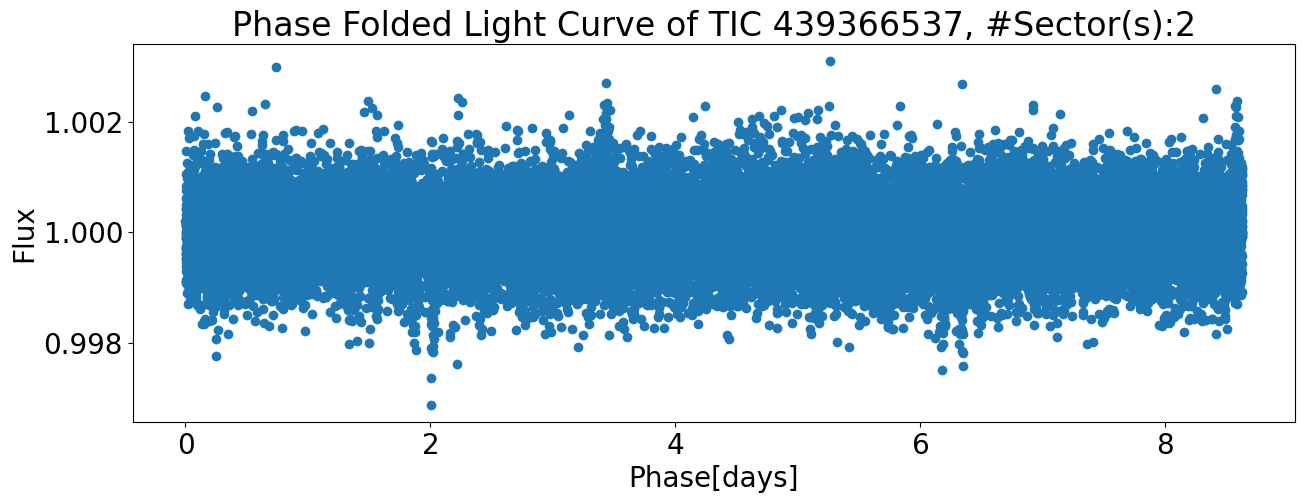 Phase Folded Light Curve of TIC 439366537, #Sector(s):2
Flux
1.002
1.000
0.998
0 2 4 6 8
Phase[days]